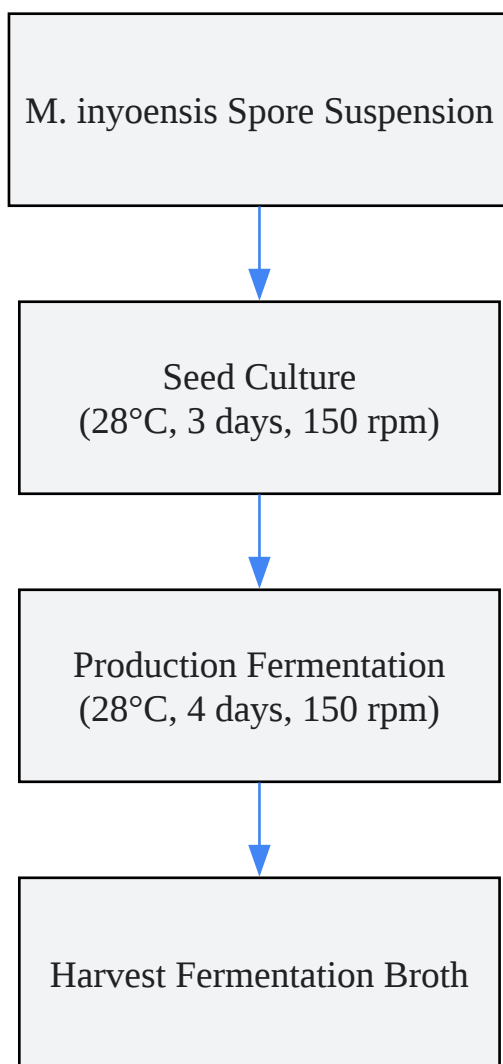 M. inyoensis Spore Suspension
Seed Culture
(28°C, 3 days, 150 rpm)
Production Fermentation
(28°C, 4 days, 150 rpm)
Harvest Fermentation Broth